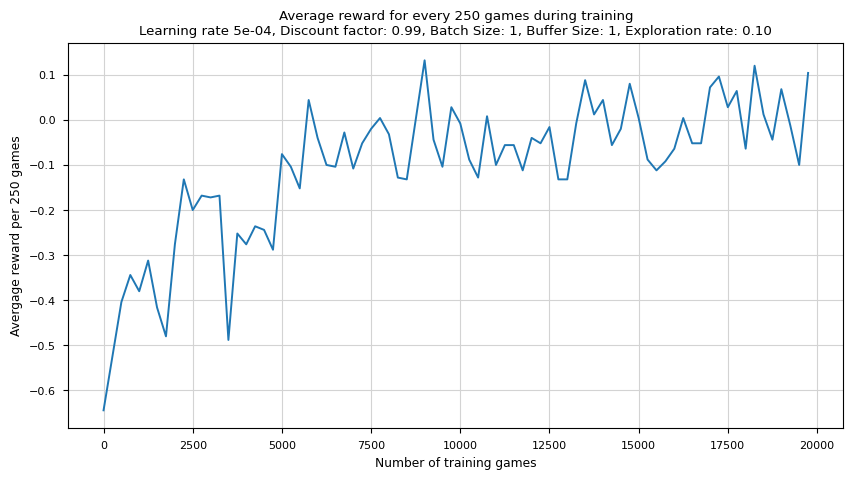 Average reward for every 250 games during training
Learning rate 5e-04, Discount factor: 0.99, Batch Size: 1, Buffer Size: 1, Exploration rate: 0.10
Avergage reward per 250 games
0.1
0.0
−0.1
−0.2
−0.3
−0.4
−0.5
−0.6
0 2500 5000 7500 10000 12500 15000 17500 20000
Number of training games